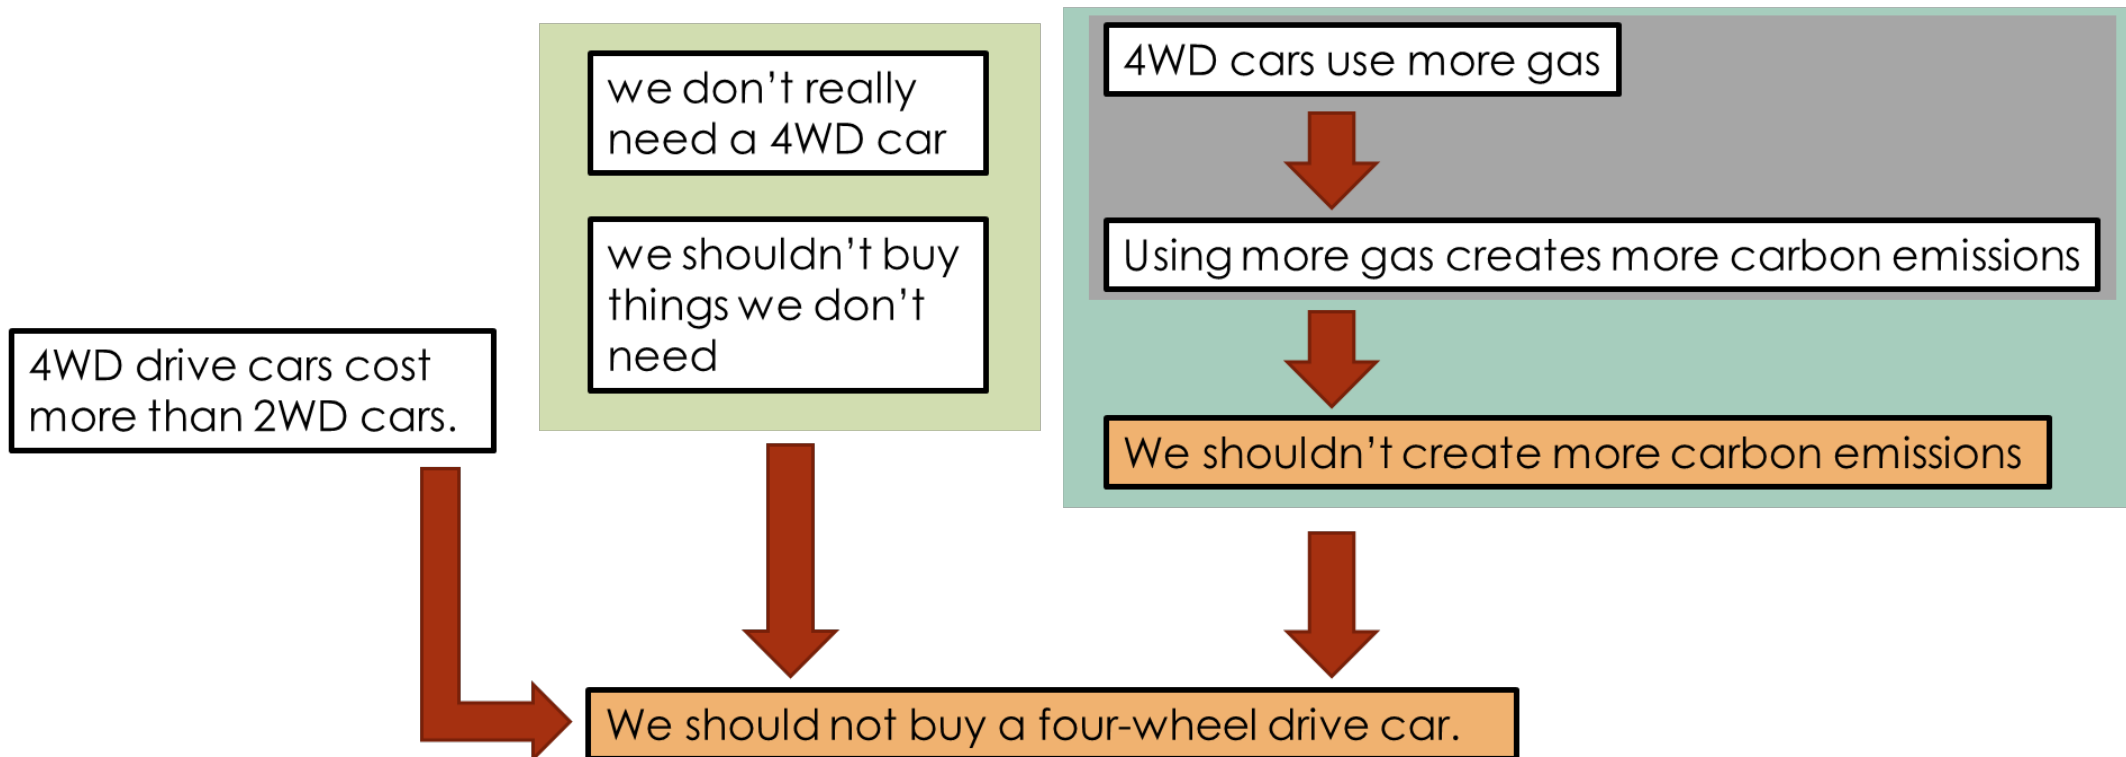 4WD drive cars cost
more than 2WD cars.
we don't really
need a 4WD car
we shouldn't buy
things we don't
need
4WD cars use more gas
Using more gas creates more carbon emissions
We shouldn't create more carbon emissions
We should not buy a four-wheel drive car.